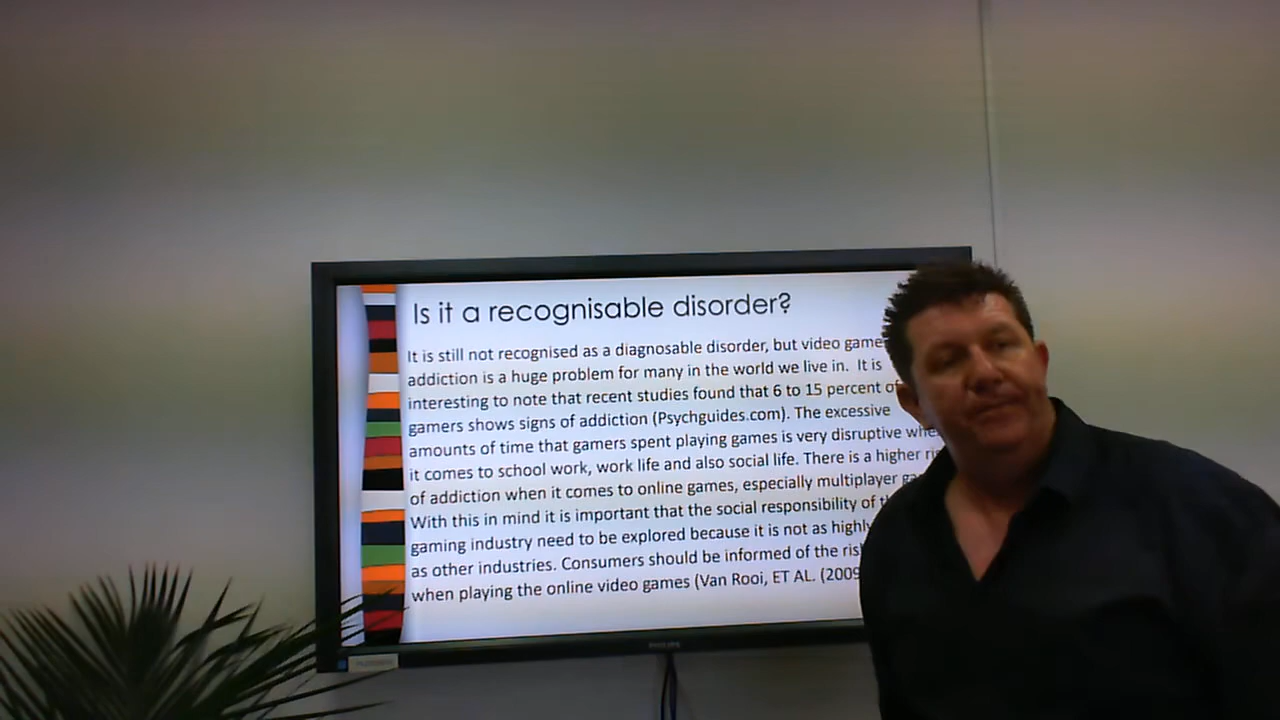 Is it a recognisable disorder?
It is still not recognised as a diagnosable disorder, but video game
addiction is a huge problem for many in the world we live in. It is
interesting to note that recent studies found that 6 to 15 percent of
gamers shows signs of addiction (Psychguides.com). The excessive
amounts of time that gamers spent playing games is very disruptive
it comes to school work, work life and also social life. There is a higher
of addiction when it comes to online games, especially multiplayer
With this in mind it is important that the social responsibility of
gaming industry need to be explored because it is not as highly
as other industries. Consumers should be informed of the
when playing the online video games (Van Rooi, ET AL. (2009
PHILIPS